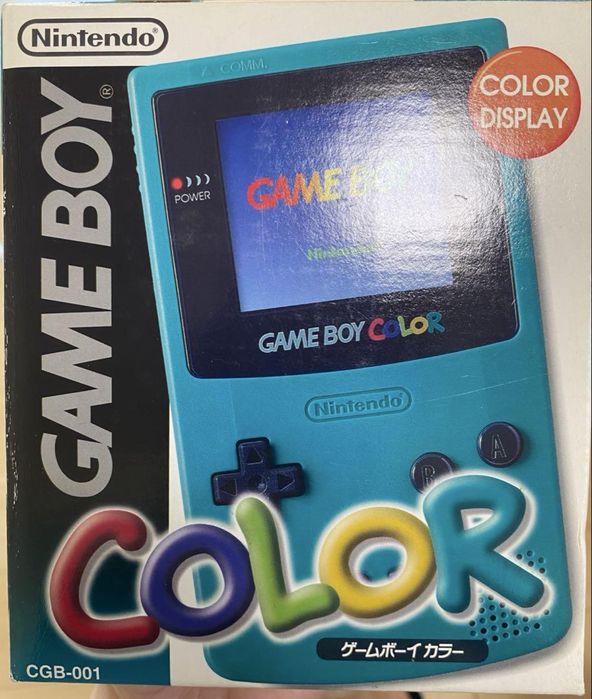 Nintendo®
GAME BOY®
COLOR
DISPLAY
COMM.
POWER
GAME BOY
Nintendo
GAME BOY COLOR
Nintendo
A
B
COLOR
ゲームボーイカラー
CGB-001